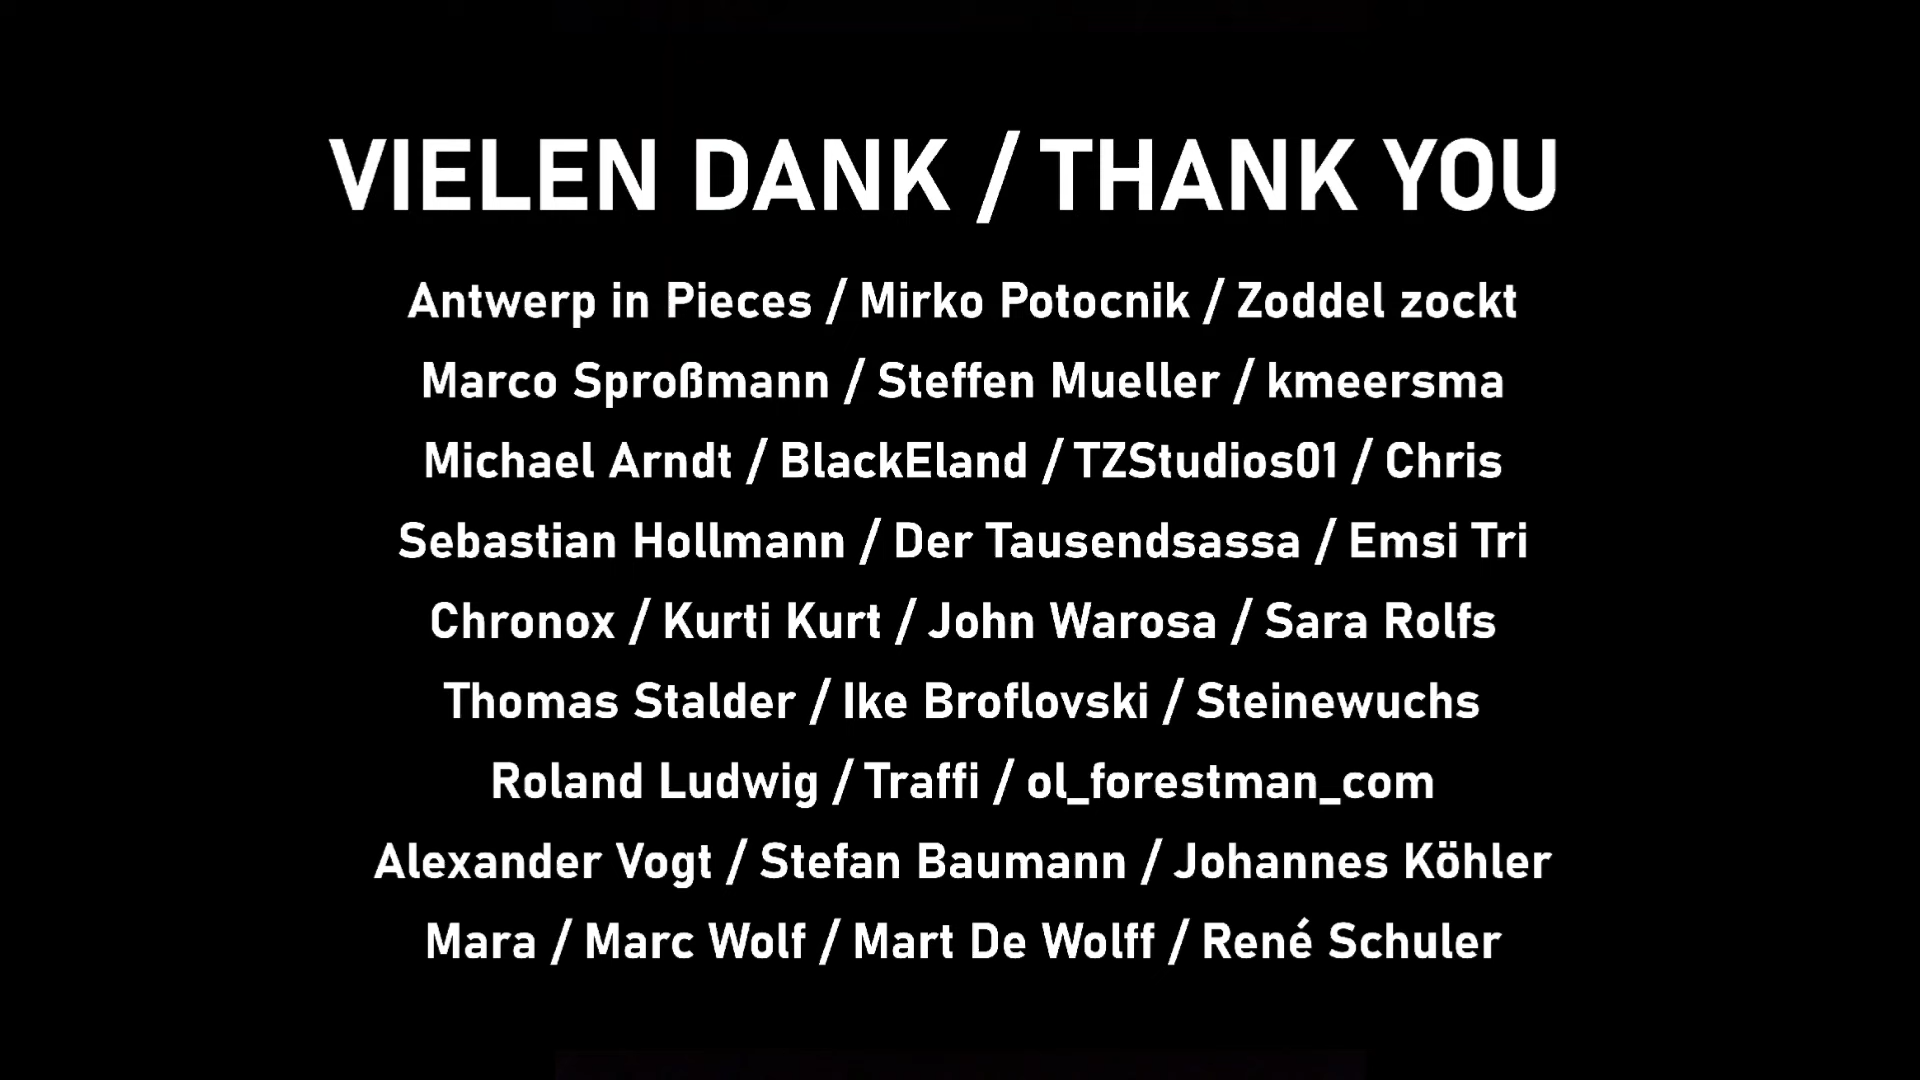 VIELEN DANK / THANK YOU
Antwerp in Pieces / Mirko Potocnik / Zoddel zockt
Marco Sproßmann / Steffen Mueller / kmeersma
Michael Arndt / BlackEland / TZStudios01 / Chris
Sebastian Hollmann / Der Tausendsassa / Emsi Tri
Chronox / Kurti Kurt / John Warosa / Sara Rolfs
Thomas Stalder / Ike Broflovski / Steinewuchs
Roland Ludwig / Traffi / ol_forestman_com
Alexander Vogt / Stefan Baumann / Johannes Köhler
Mara / Marc Wolf / Mart De Wolff / René Schuler